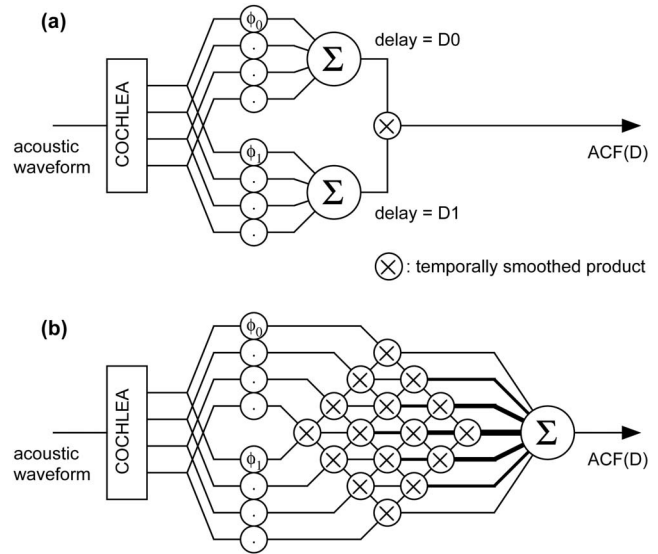 (a)
ϕ0
delay = D0
Σ
COCHLEA
acoustic
waveform
ACF(D)
ϕ1
Σ
delay = D1
: temporally smoothed product
(b)
ϕ0
COCHLEA
acoustic
waveform
ϕ1
Σ
ACF(D)